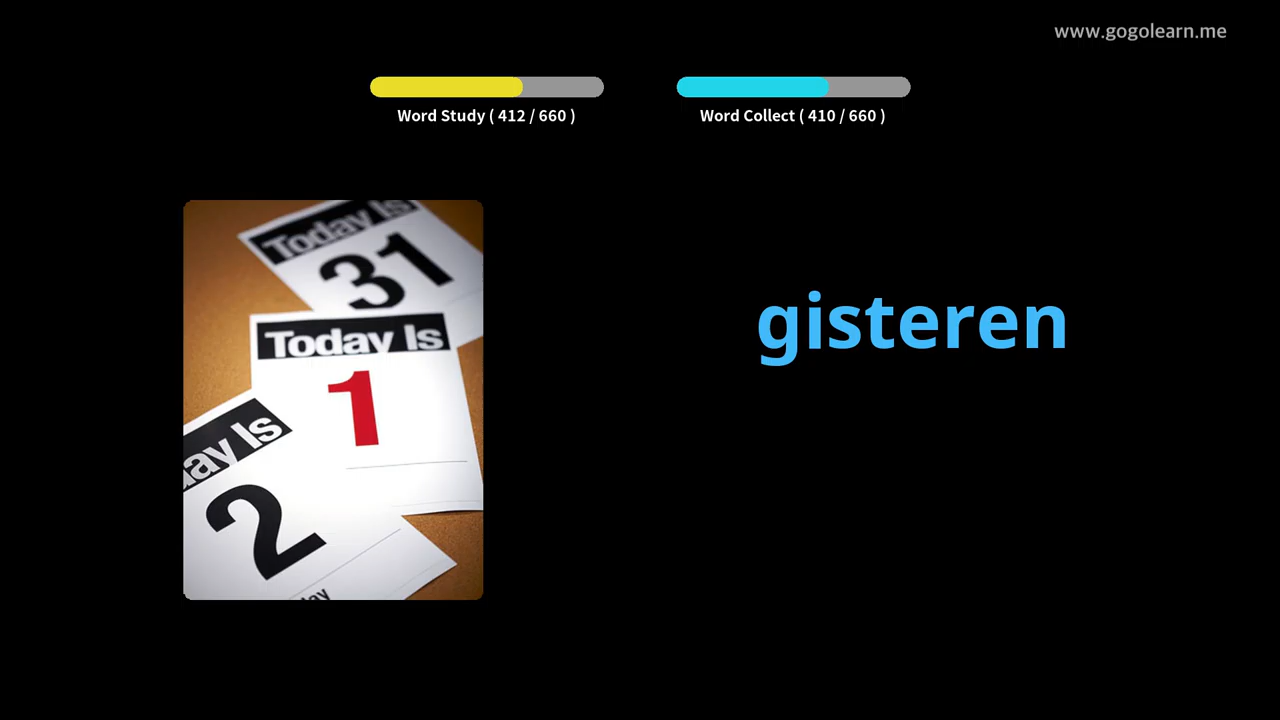 www.gogolearn.me
Word Study ( 412 / 660 )
Word Collect ( 410 / 660 )
Today Is
31
Today Is
1
ay Is
2
gisteren